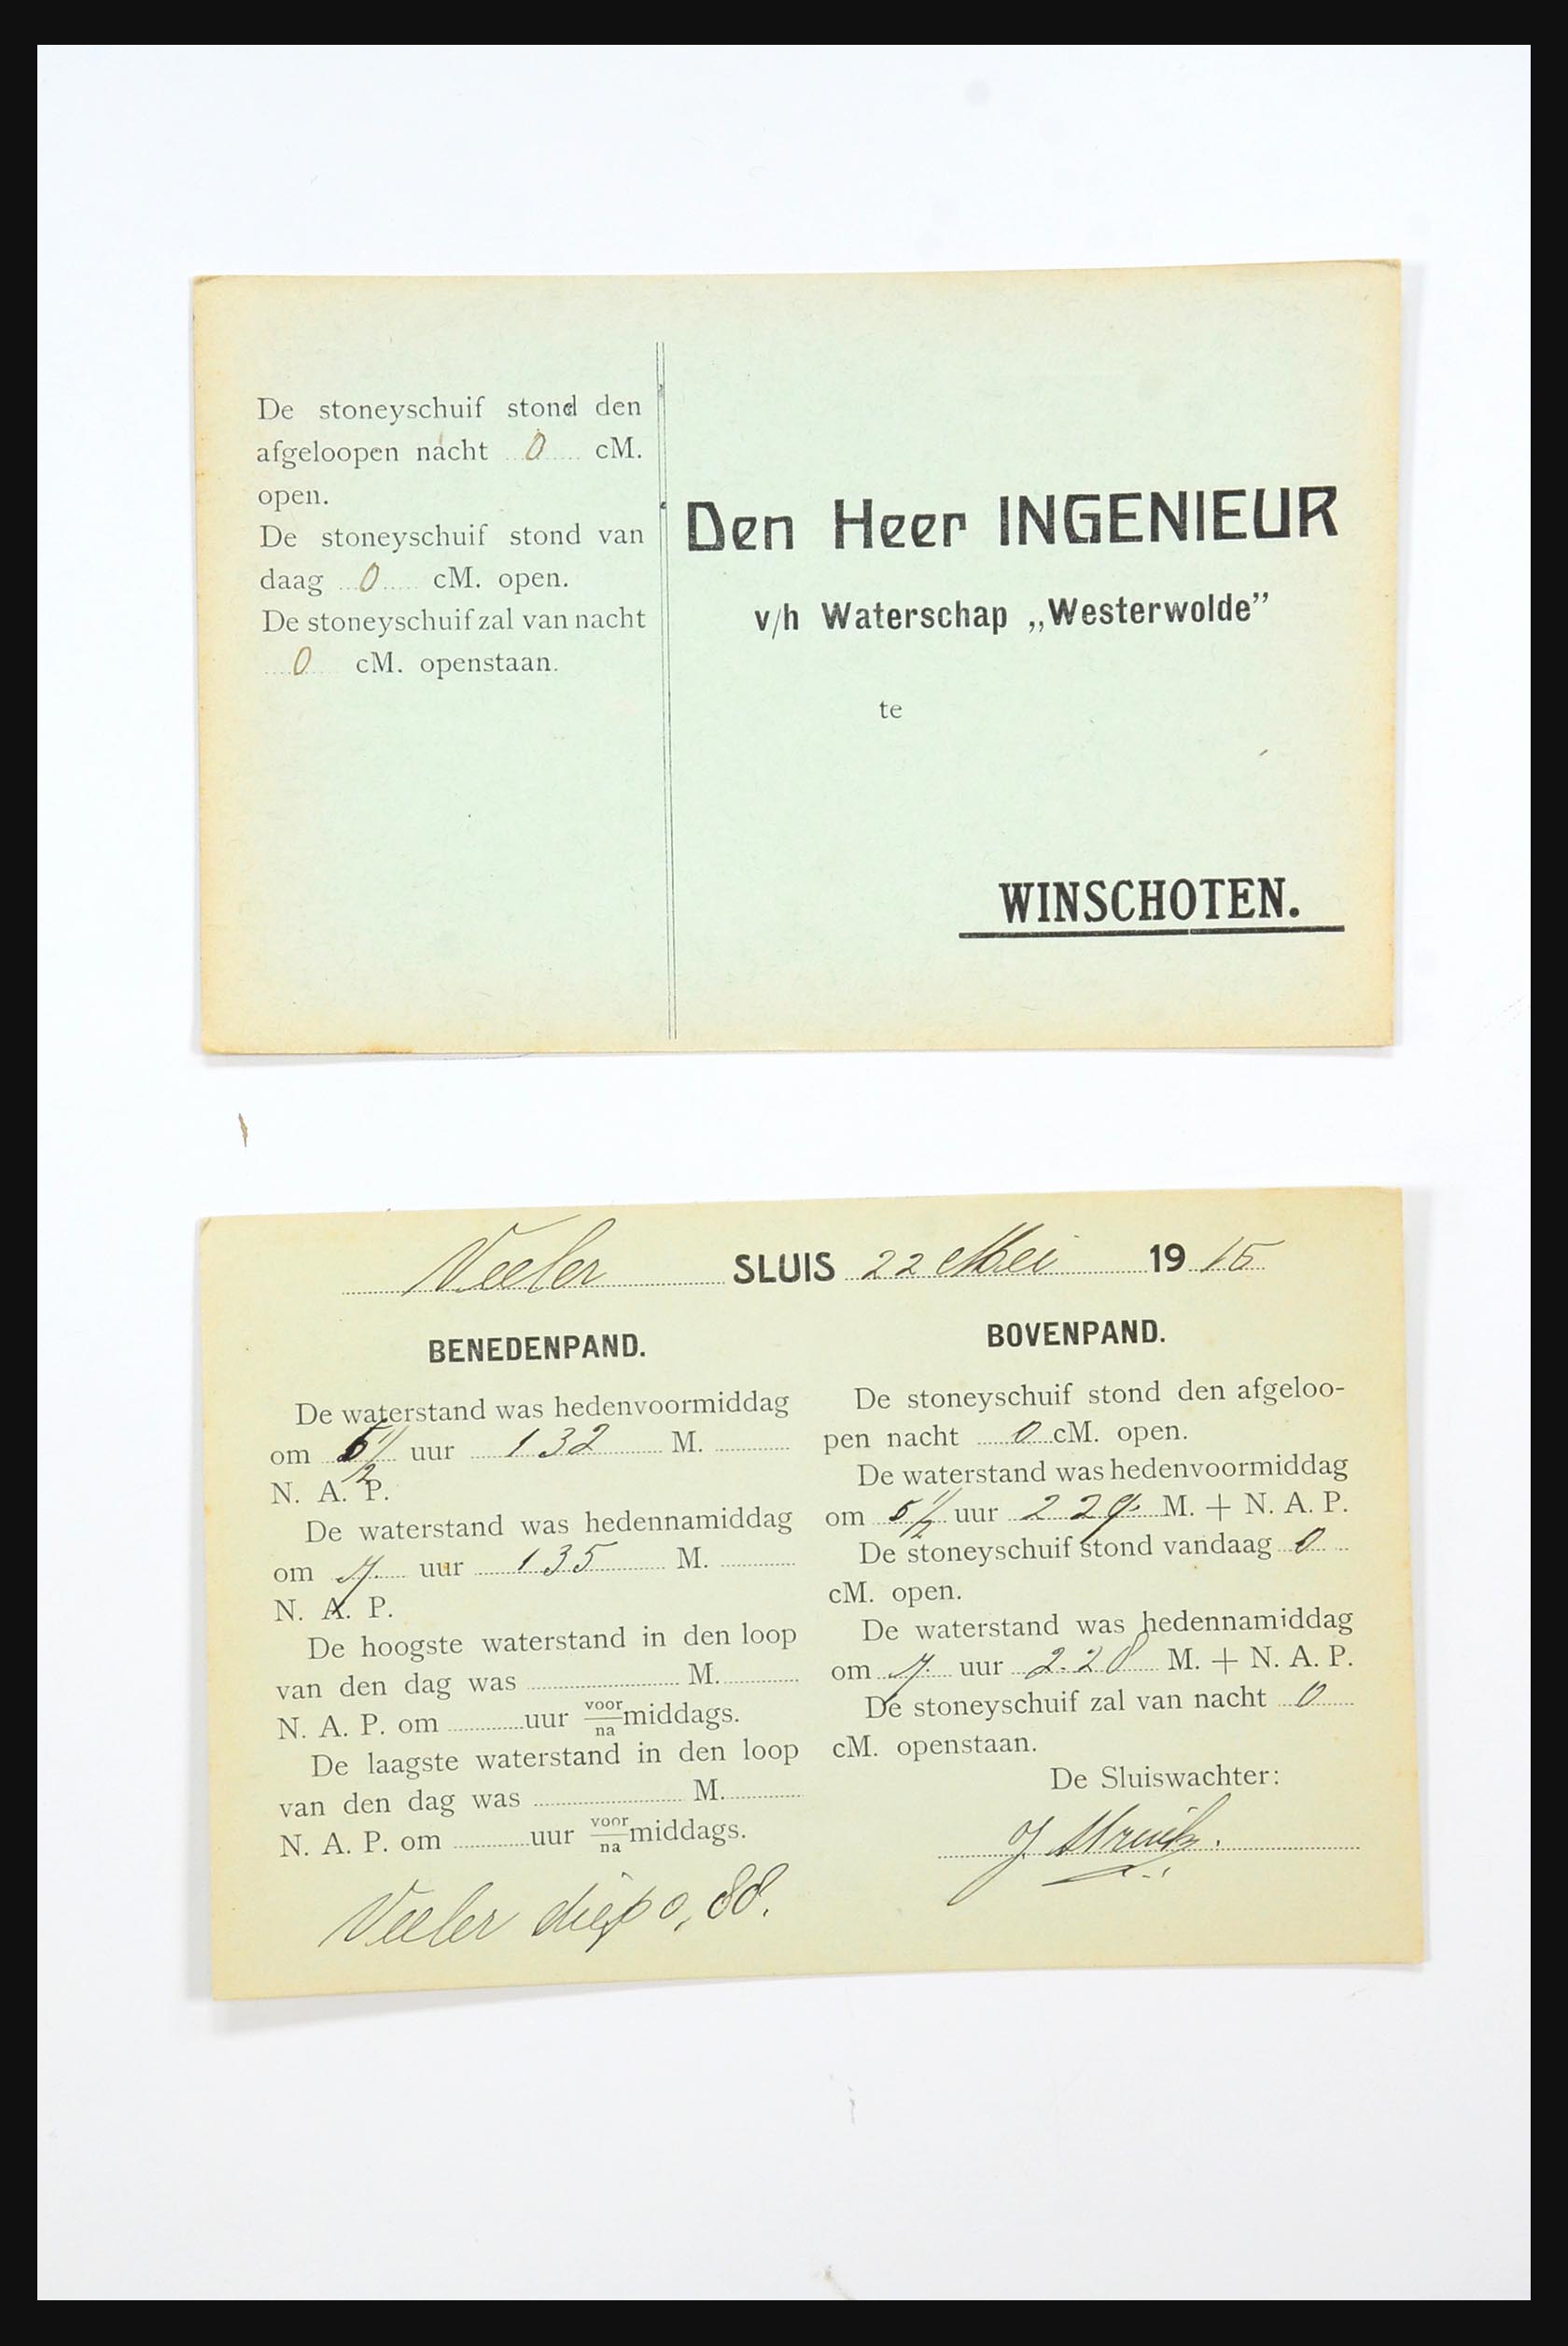 De stoneyschuif stond den
afgeloopen nacht 0 cM.
open.
De stoneyschuif stond van
daag 0 cM. open.
De stoneyschuif zal van nacht
0 cM. openstaan.
Den Heer INGENIEUR
v/h Waterschap „Westerwolde”
te
WINSCHOTEN.
Veeler SLUIS 22 Mei 1915
BENEDENPAND.
De waterstand was hedenvoormiddag
om 5 1/2 uur 132 M.
N. A. P.
De waterstand was hedennamiddag
om 7 uur 135 M.
N. A. P.
De hoogste waterstand in den loop
van den dag was M.
N. A. P. om uur voor/na middags.
De laagste waterstand in den loop
van den dag was M.
N. A. P. om uur voor/na middags.
Veeler diep 0,88.
BOVENPAND.
De stoneyschuif stond den afgeloo-
pen nacht 0 cM. open.
De waterstand was hedenvoormiddag
om 5 1/2 uur 2 29 M. + N. A. P.
De stoneyschuif stond vandaag 0
cM. open.
De waterstand was hedennamiddag
om 7 uur 2.28 M. + N. A. P.
De stoneyschuif zal van nacht 0
cM. openstaan.
De Sluiswachter:
J.